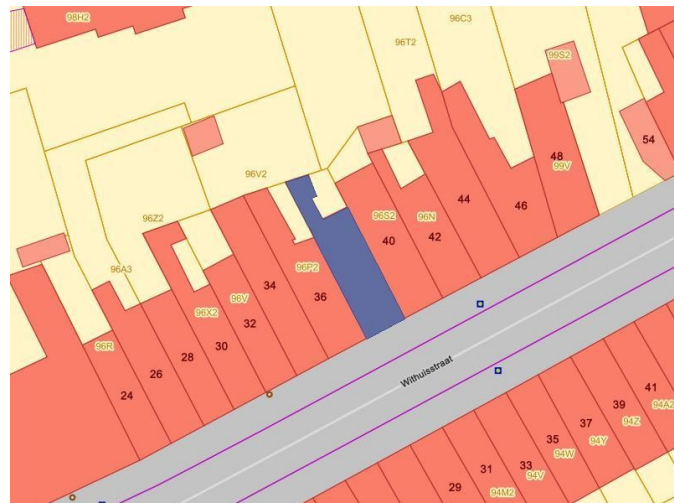 98H2
96C3
96T2
99S2
54
96V2
48
99V
44
46
96Z2
96S2
96N
40
42
96A3
96P2
34
36
96V
96X2
32
30
28
96R
26
24
Withuisstraat
41
94A2
39
94Z
37
94Y
35
94W
33
94V
31
94M2
29